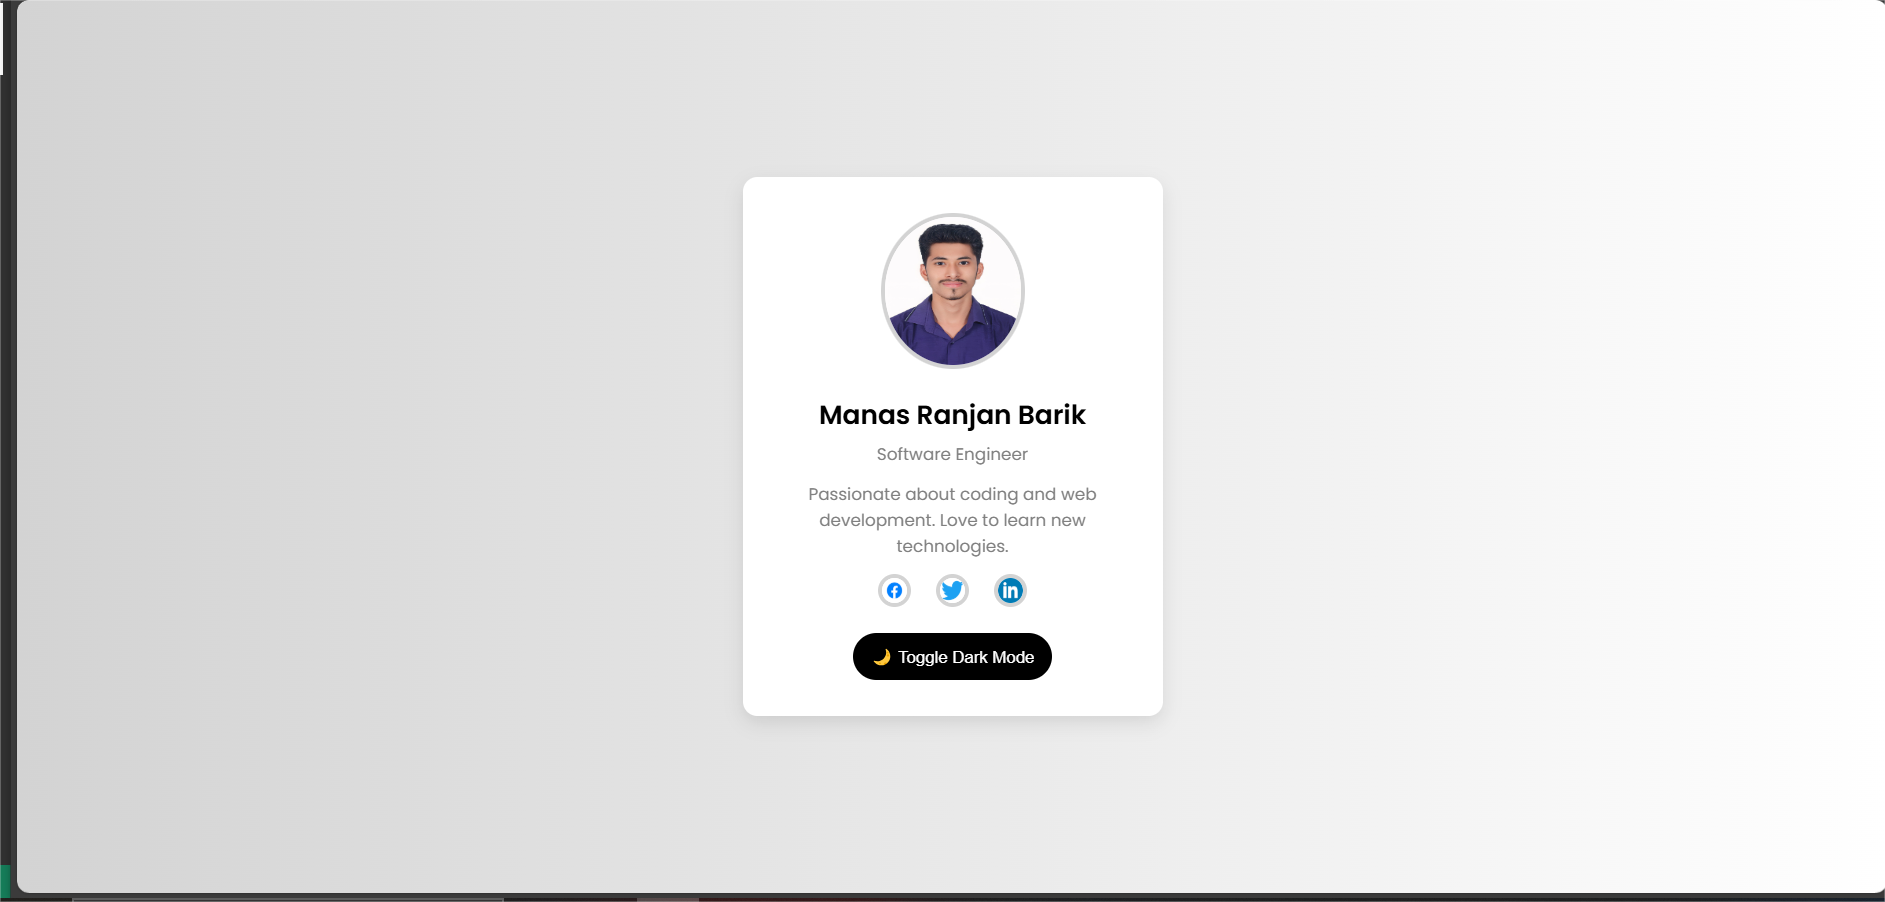 Manas Ranjan Barik
Software Engineer
Passionate about coding and web
development. Love to learn new
technologies.
in
🌙 Toggle Dark Mode